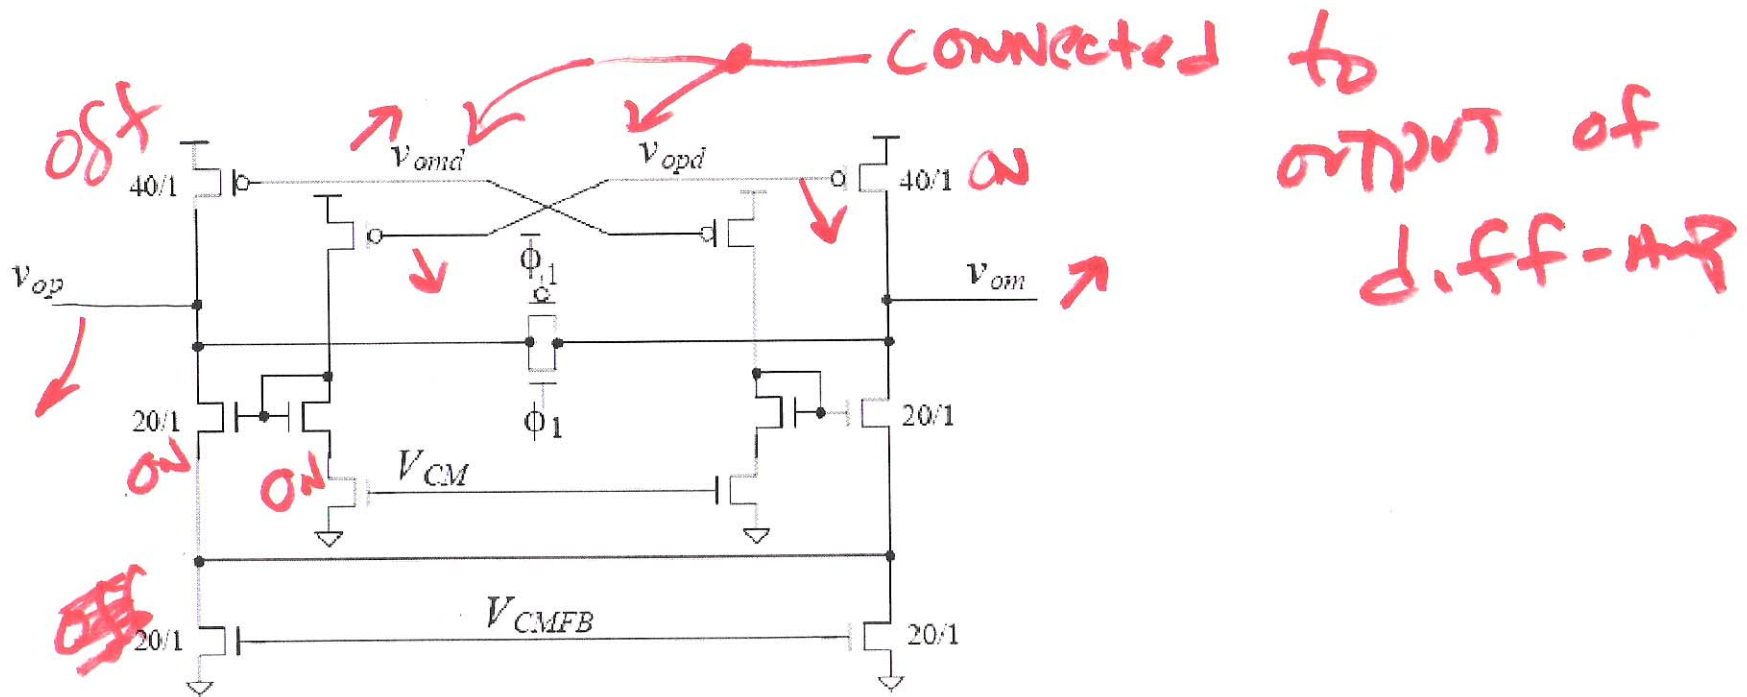 connected to
output of
diff-Amp
off
v_omd
v_opd
40/1
40/1 ON
ϕ̄1
v_op
v_om
20/1
ϕ1
20/1
ON
ON
V_CM
off
20/1
V_CMFB
20/1